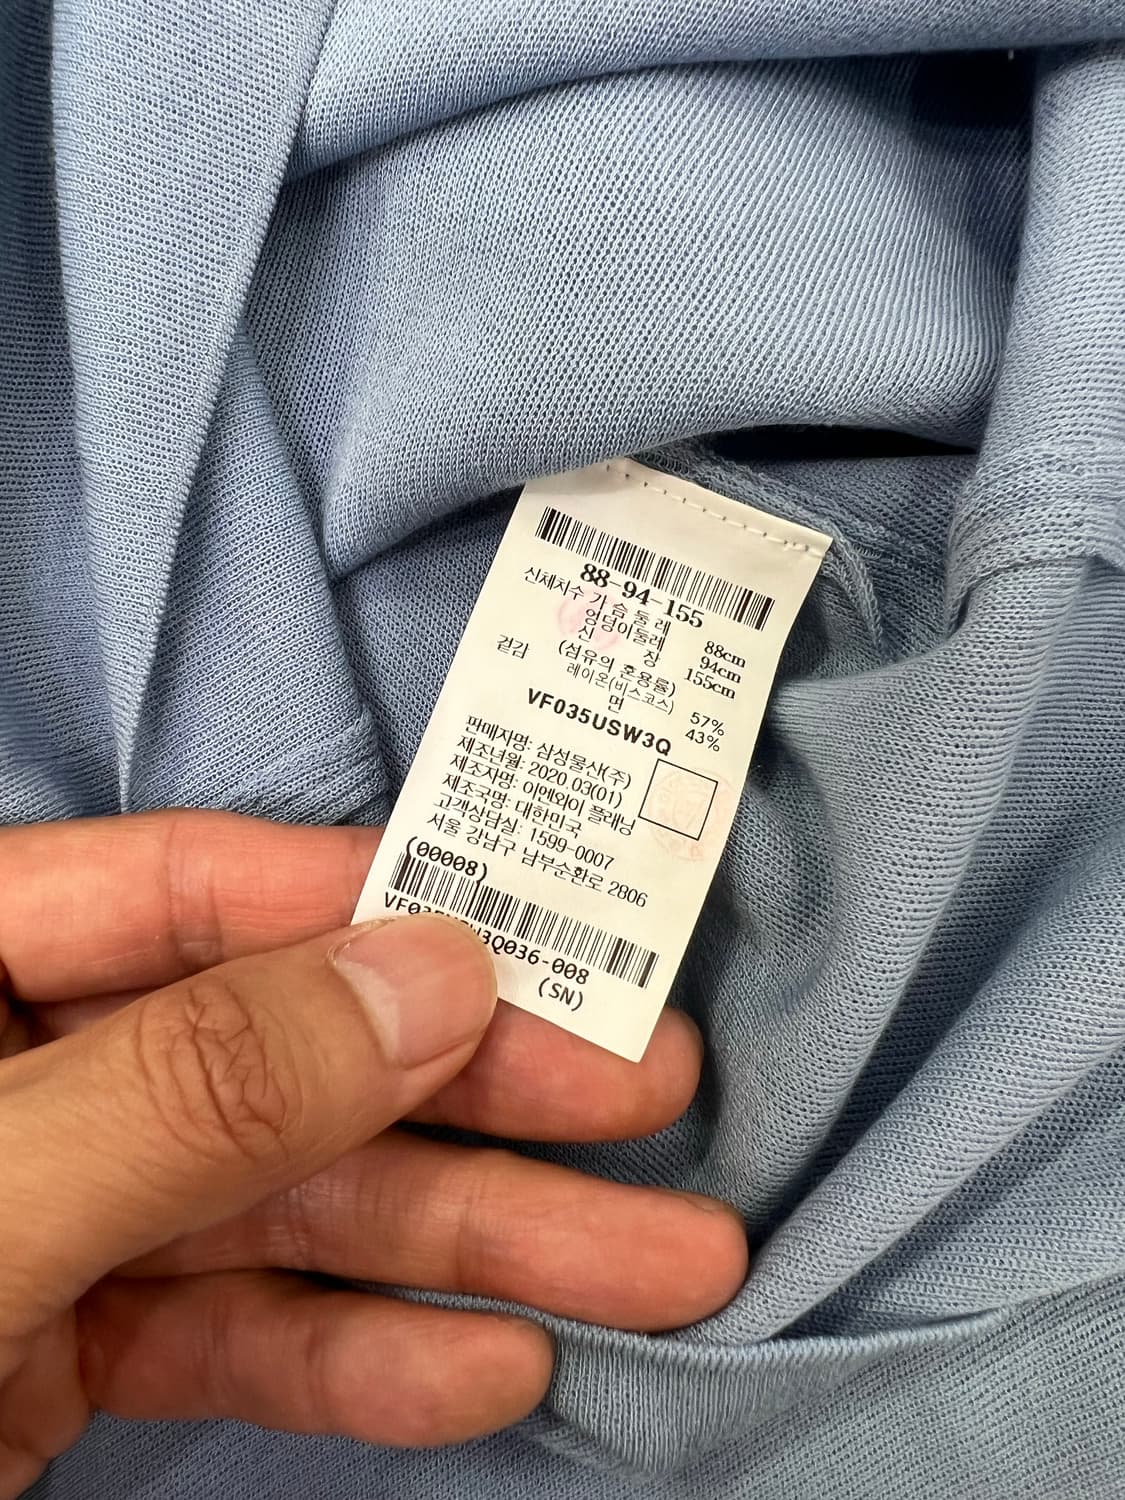 88-94-155
신체치수 가슴둘레 88cm
엉덩이둘레 94cm
신 장 155cm
(섬유의 혼용률)
겉감 레이온(비스코스) 57%
면 43%
VF035USW3Q
판매자명: 삼성물산(주)
제조년월: 2020.03(01)
제조자명: 이엔와이 플래닝
제조국명: 대한민국
고객상담실: 1599-0007
서울 강남구 남부순환로 2806
(00008)
VF035USW3Q036-008
(SN)